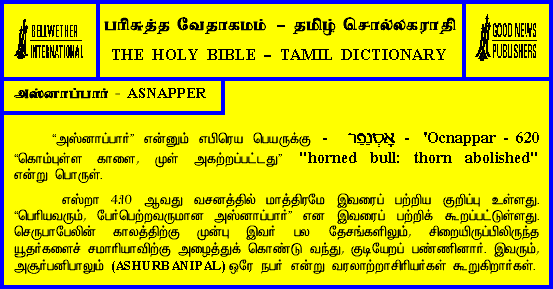 BELLWETHER
INTERNATIONAL
பரிசுத்த வேதாகமம் – தமிழ் சொல்லகராதி
THE HOLY BIBLE – TAMIL DICTIONARY
GOOD NEWS
PUBLISHERS
அஸ்னாப்பார் - ASNAPPER
“அஸ்னாப்பார்” என்னும் எபிரெய பெயருக்கு - אָסְנַפַּר - 'Ocnappar - 620
“கொம்புள்ள காளை, முள் அகற்றப்பட்டது” "horned bull: thorn abolished"
என்று பொருள்.
எஸ்றா 4:10 ஆவது வசனத்தில் மாத்திரமே இவரைப் பற்றிய குறிப்பு உள்ளது.
“பெரியவரும், பேர்பெற்றவருமான அஸ்னாப்பார்” என இவரைப் பற்றிக் கூறப்பட்டுள்ளது.
செருபாபேலின் காலத்திற்கு முன்பு இவர் பல தேசங்களிலும், சிறையிருப்பிலிருந்த
யூதர்களைச் சமாரியாவிற்கு அழைத்துக் கொண்டு வந்து, குடியேறப் பண்ணினார். இவரும்,
அசூர்பனிபாலும் (ASHURBANIPAL) ஒரே நபர் என்று வரலாற்றாசிரியர்கள் கூறுகிறார்கள்.